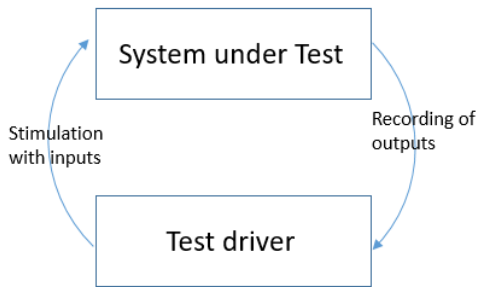 System under Test
Stimulation
with inputs
Recording of
outputs
Test driver